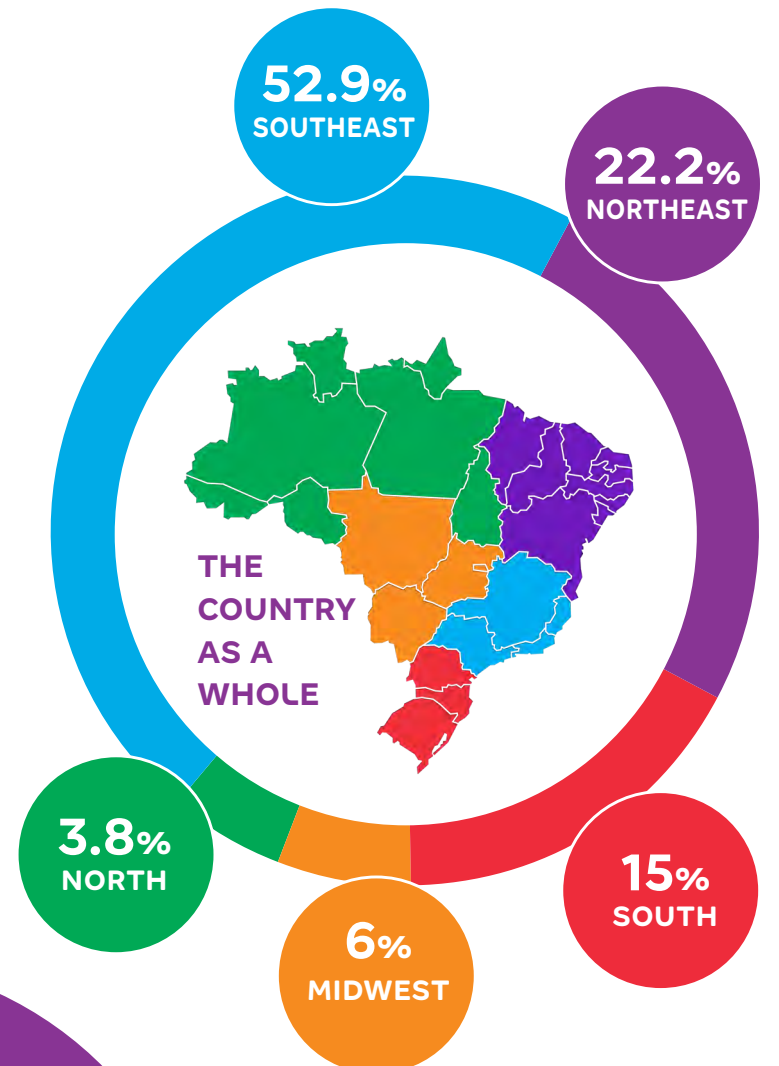 52.9%
SOUTHEAST
22.2%
NORTHEAST
THE
COUNTRY
AS A
WHOLE
3.8%
NORTH
15%
SOUTH
6%
MIDWEST